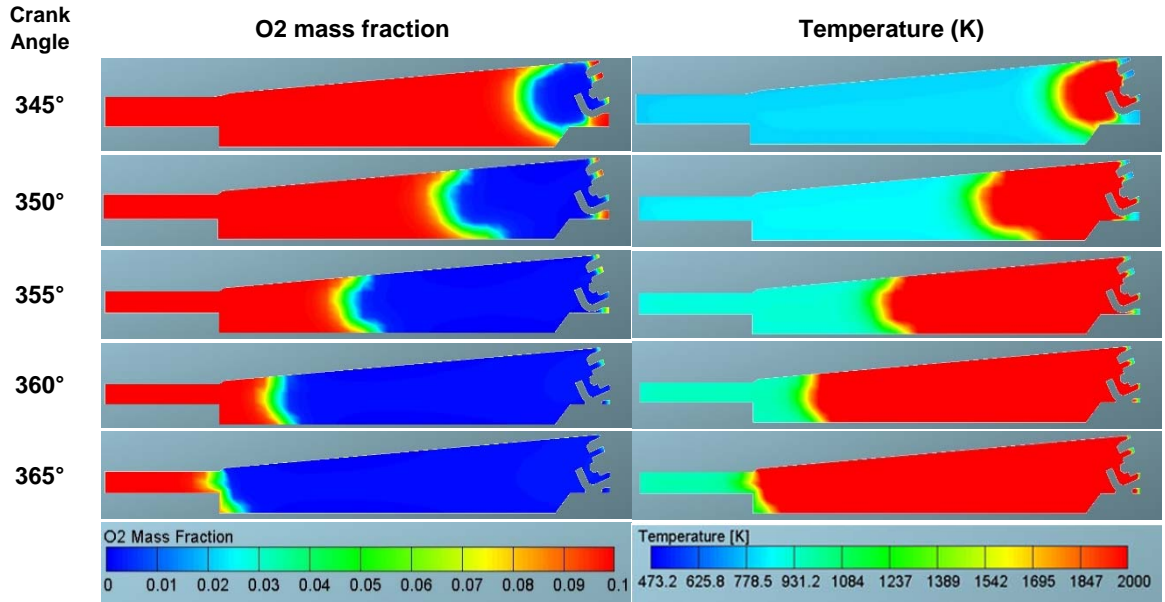 Crank
Angle
O2 mass fraction
Temperature (K)
345°
350°
355°
360°
365°
O2 Mass Fraction
0 0.01 0.02 0.03 0.04 0.05 0.06 0.07 0.08 0.09 0.1
Temperature [K]
473.2 625.8 778.5 931.2 1084 1237 1389 1542 1695 1847 2000